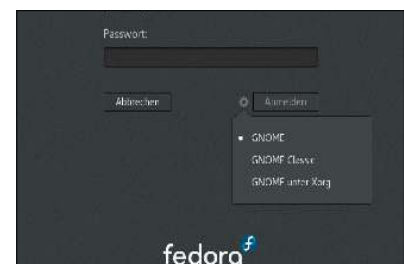 Passwort:
Abbrechen
Anmelden
GNOME
GNOME Classic
GNOME unter Xorg
fedora